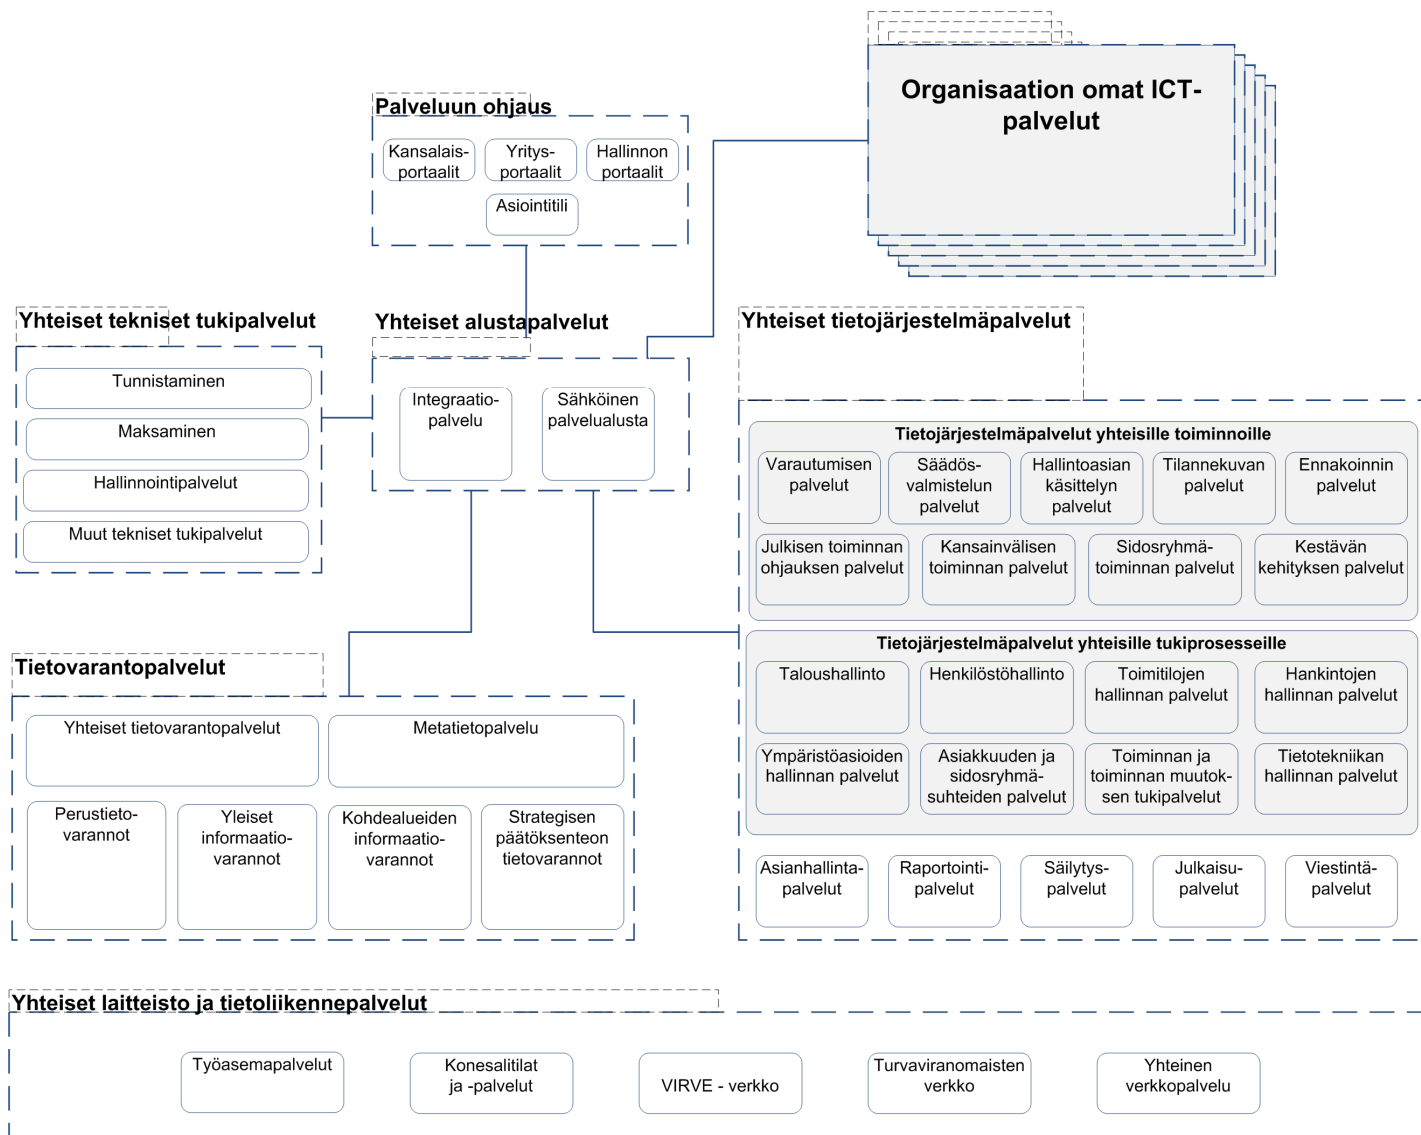 Organisaation omat ICT-
palvelut
Palveluun ohjaus
Kansalais-
portaalit
Yritys-
portaalit
Hallinnon
portaalit
Asiointitili
Yhteiset tekniset tukipalvelut
Tunnistaminen
Maksaminen
Hallinnointipalvelut
Muut tekniset tukipalvelut
Yhteiset alustapalvelut
Integraatio-
palvelu
Sähköinen
palvelualusta
Yhteiset tietojärjestelmäpalvelut
Tietojärjestelmäpalvelut yhteisille toiminnoille
Varautumisen
palvelut
Säädös-
valmistelun
palvelut
Hallintoasian
käsittelyn
palvelut
Tilannekuvan
palvelut
Ennakoinnin
palvelut
Julkisen toiminnan
ohjauksen palvelut
Kansainvälisen
toiminnan palvelut
Sidosryhmä-
toiminnan palvelut
Kestävän
kehityksen palvelut
Tietojärjestelmäpalvelut yhteisille tukiprosesseille
Taloushallinto
Henkilöstöhallinto
Toimitilojen
hallinnan palvelut
Hankintojen
hallinnan palvelut
Ympäristöasioiden
hallinnan palvelut
Asiakkuuden ja
sidosryhmä-
suhteiden palvelut
Toiminnan ja
toiminnan muutok-
sen tukipalvelut
Tietotekniikan
hallinnan palvelut
Asianhallinta-
palvelut
Raportointi-
palvelut
Säilytys-
palvelut
Julkaisu-
palvelut
Viestintä-
palvelut
Tietovarantopalvelut
Yhteiset tietovarantopalvelut
Metatietopalvelu
Perustieto-
varannot
Yleiset
informaatio-
varannot
Kohdealueiden
informaatio-
varannot
Strategisen
päätöksenteon
tietovarannot
Yhteiset laitteisto ja tietoliikennepalvelut
Työasemapalvelut
Konesalitilat
ja -palvelut
VIRVE - verkko
Turvaviranomaisten
verkko
Yhteinen
verkkopalvelu